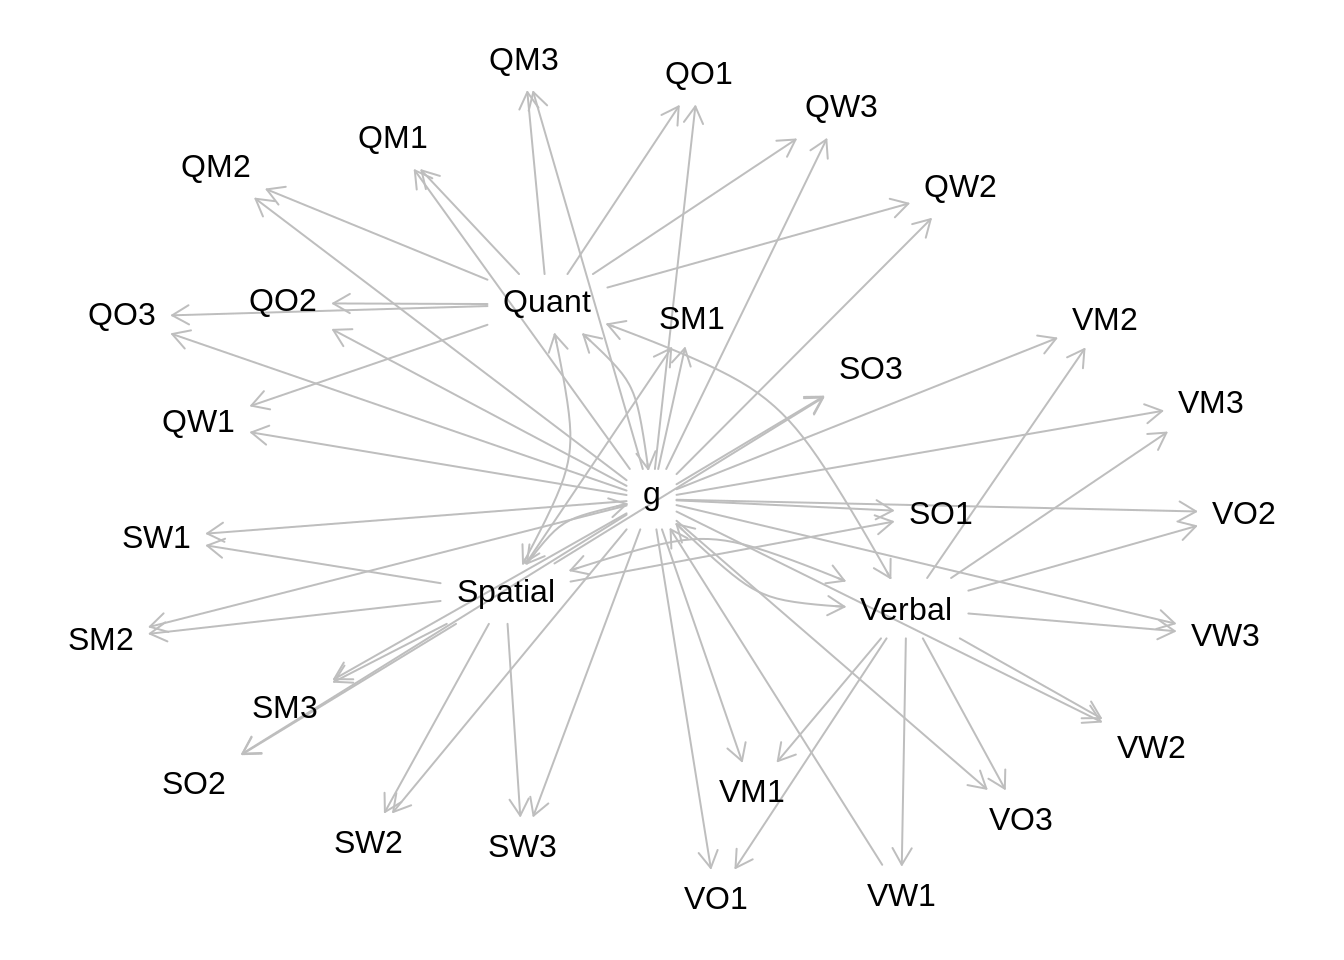 QM3
QO1
QW3
QM1
QM2
QW2
QO2
Quant
QO3
SM1
VM2
SO3
VM3
QW1
g
SO1
VO2
SW1
Spatial
Verbal
SM2
VW3
SM3
VW2
SO2
VM1
VO3
SW2
SW3
VO1
VW1